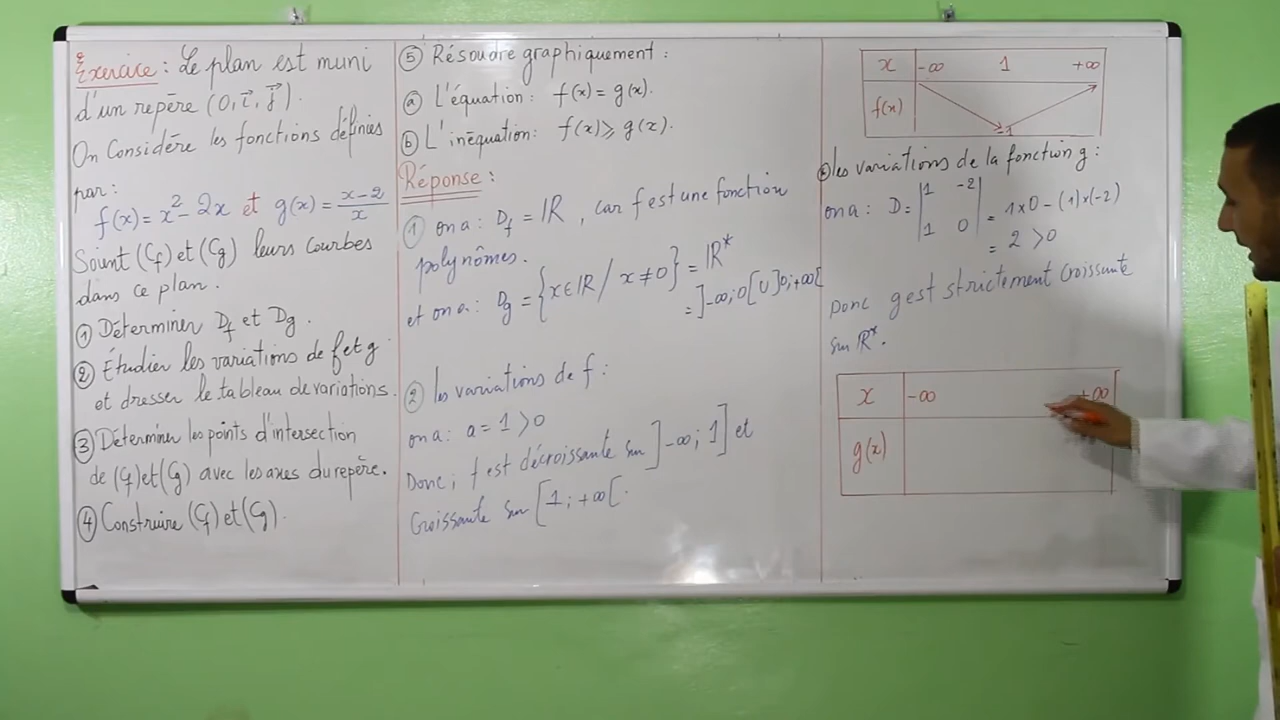 Exercice : Le plan est muni
d'un repère (O, i⃗, j⃗).
On Considère les fonctions définies
par:
f(x) = x² - 2x et g(x) = (x-2)/x
Soient (Cf) et (Cg) leurs courbes
dans ce plan.
① Déterminer Df et Dg.
② Étudier les variations de f et g
et dresser le tableau de variations.
③ Déterminer les points d'intersection
de (Cf) et (Cg) avec les axes du repère.
④ Construire (Cf) et (Cg).
⑤ Résoudre graphiquement :
ⓐ L'équation: f(x) = g(x).
ⓑ L'inéquation: f(x) ≥ g(x).
Réponse :
① on a: Df = IR, car f est une fonction
polynômes.
et on a: Dg = {x ∈ IR / x ≠ 0} = IR*
= ]-∞; 0[ U ]0; +∞[
② les variations de f :
on a: a = 1 > 0
Donc; f est décroissante sur ]-∞; 1] et
Croissante sur [1; +∞[.
x -∞ 1 +∞
f(x) -1
les variations de la fonction g :
on a: D = |1 -2|
|1 0| = 1x0 - (1)x(-2)
= 2 > 0
Donc g est strictement Croissante
sur IR*.
x -∞ +∞
g(x)